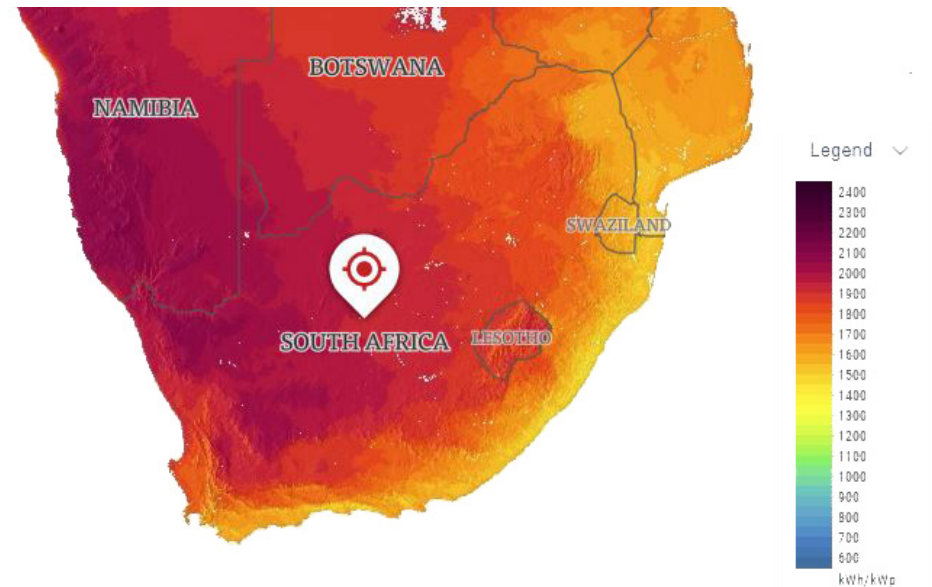 BOTSWANA
NAMIBIA
SWAZILAND
SOUTH AFRICA
LESOTHO
Legend
2400
2300
2200
2100
2000
1900
1800
1700
1600
1500
1400
1300
1200
1100
1000
900
800
700
600
kWh/kWp